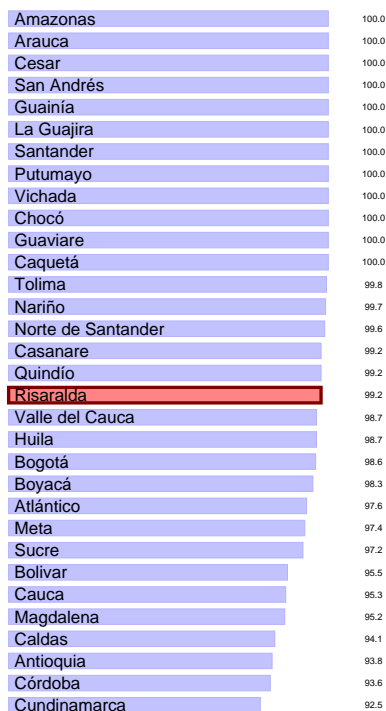 Amazonas 100.0
Arauca 100.0
Cesar 100.0
San Andrés 100.0
Guainía 100.0
La Guajira 100.0
Santander 100.0
Putumayo 100.0
Vichada 100.0
Chocó 100.0
Guaviare 100.0
Caquetá 100.0
Tolima 99.8
Nariño 99.7
Norte de Santander 99.6
Casanare 99.2
Quindío 99.2
Risaralda 99.2
Valle del Cauca 98.7
Huila 98.7
Bogotá 98.6
Boyacá 98.3
Atlántico 97.6
Meta 97.4
Sucre 97.2
Bolivar 95.5
Cauca 95.3
Magdalena 95.2
Caldas 94.1
Antioquia 93.8
Córdoba 93.6
Cundinamarca 92.5